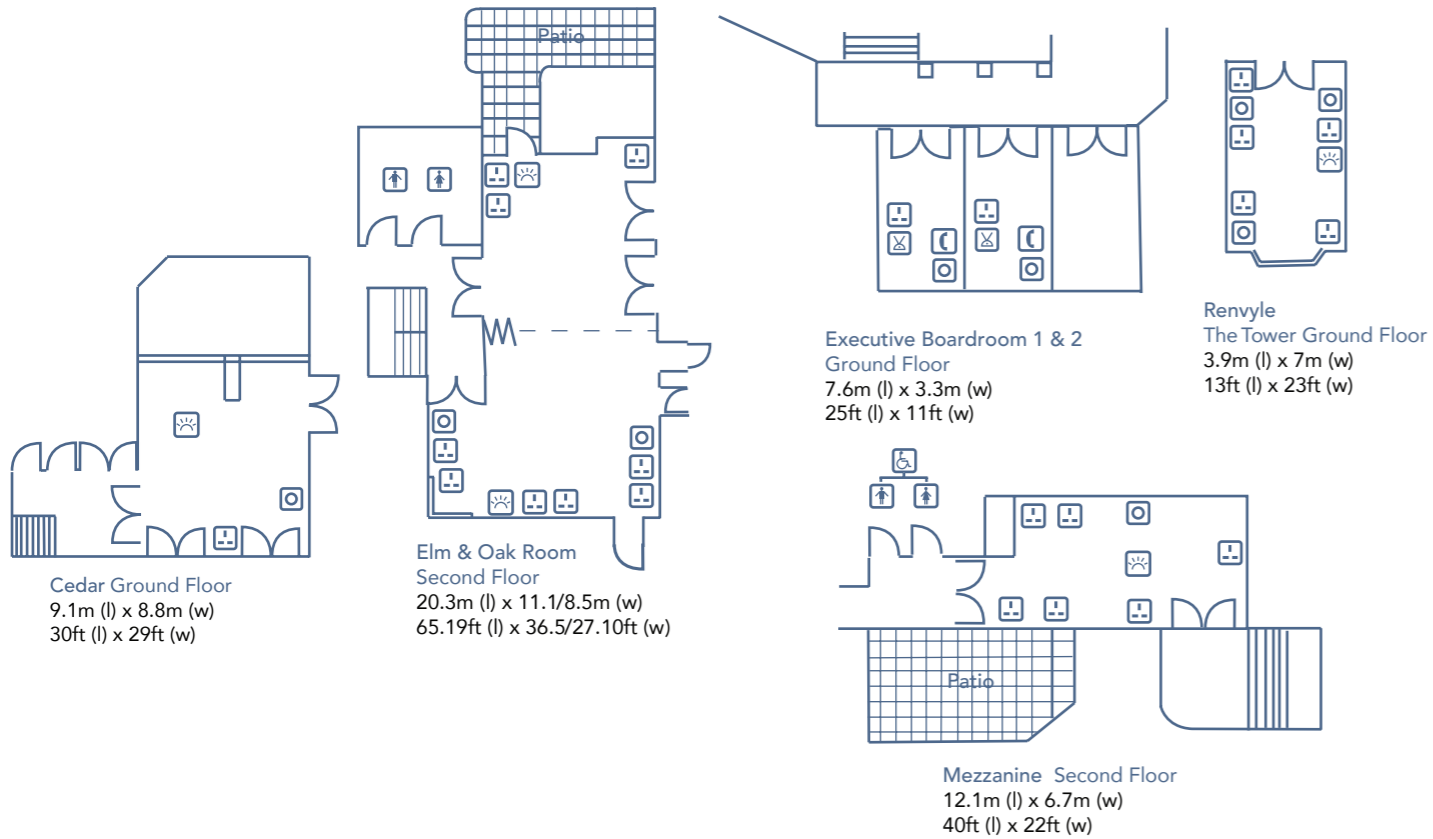 Patio
Cedar Ground Floor
9.1m (l) x 8.8m (w)
30ft (l) x 29ft (w)
Elm & Oak Room
Second Floor
20.3m (l) x 11.1/8.5m (w)
65.19ft (l) x 36.5/27.10ft (w)
Executive Boardroom 1 & 2
Ground Floor
7.6m (l) x 3.3m (w)
25ft (l) x 11ft (w)
Renvyle
The Tower Ground Floor
3.9m (l) x 7m (w)
13ft (l) x 23ft (w)
Patio
Mezzanine Second Floor
12.1m (l) x 6.7m (w)
40ft (l) x 22ft (w)